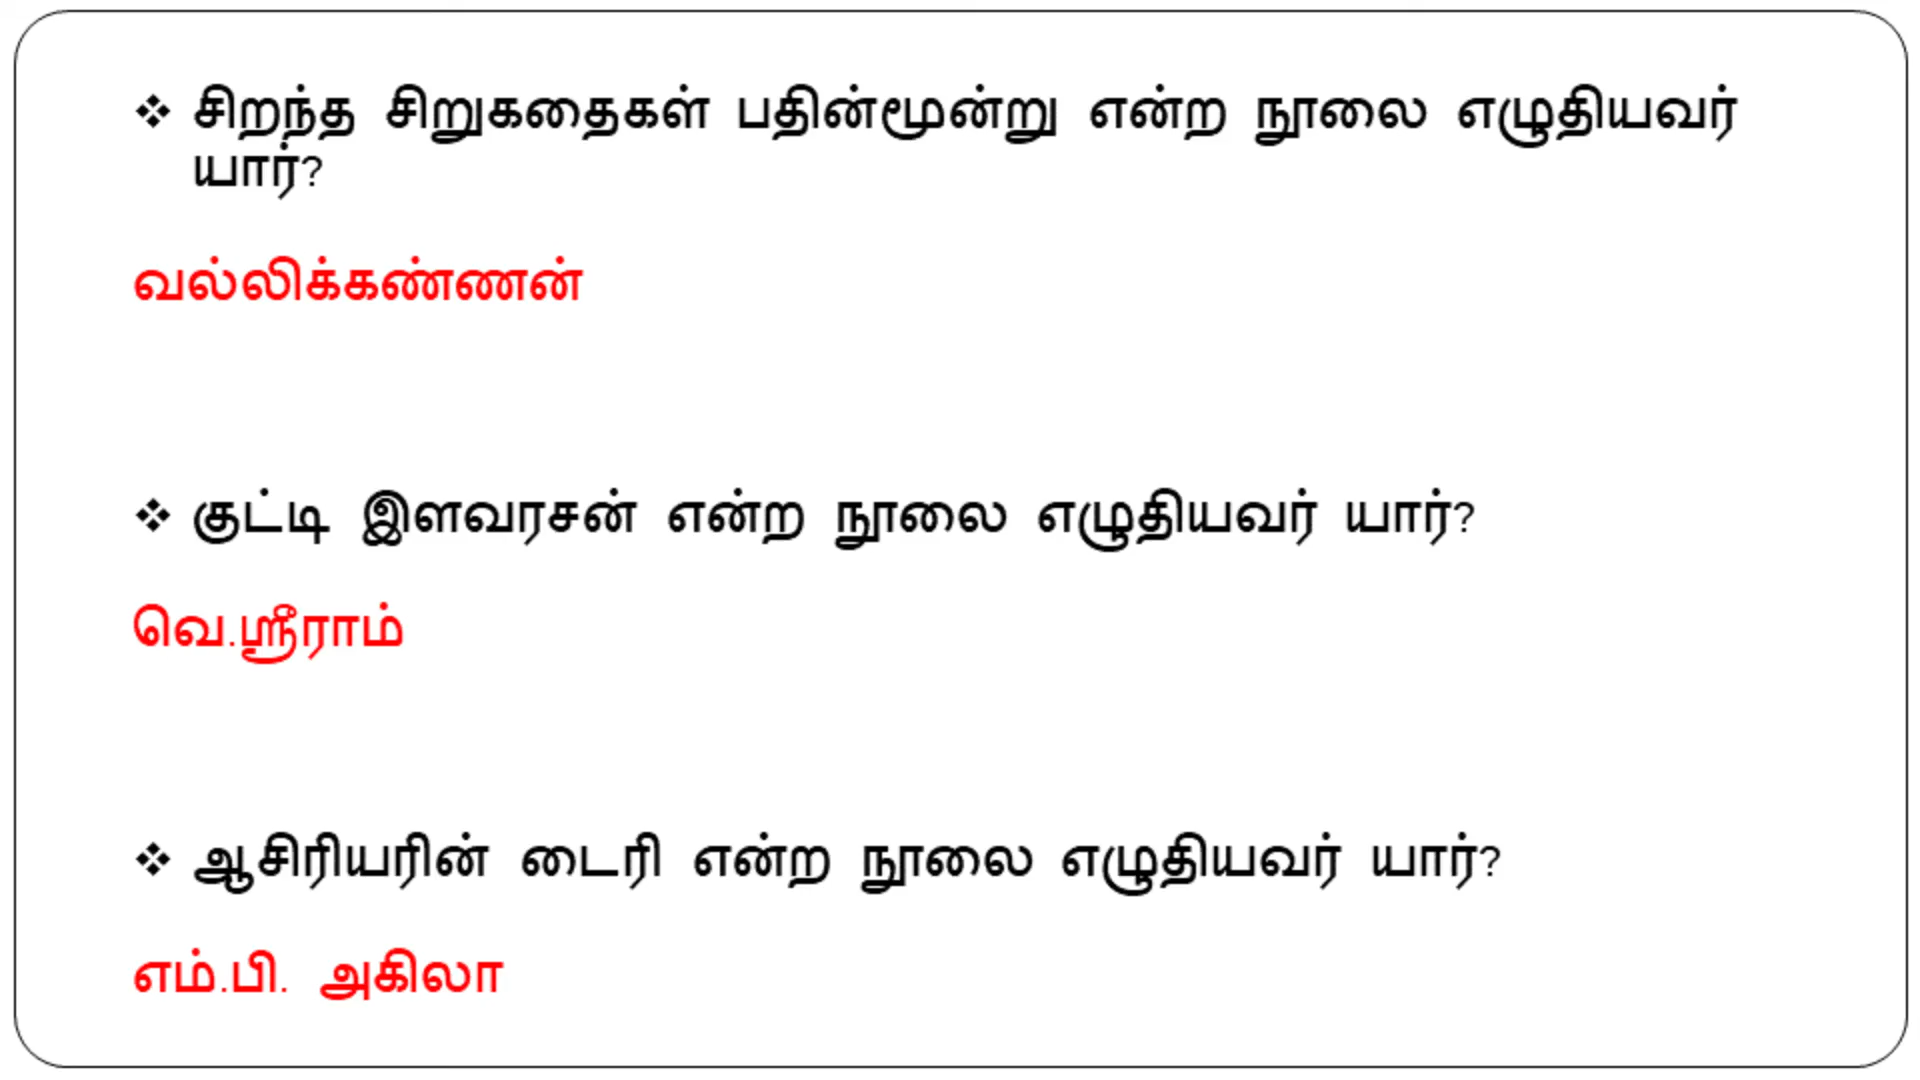 ❖ சிறந்த சிறுகதைகள் பதின்மூன்று என்ற நூலை எழுதியவர்
யார்?
வல்லிக்கண்ணன்
❖ குட்டி இளவரசன் என்ற நூலை எழுதியவர் யார்?
வெ.ஸ்ரீராம்
❖ ஆசிரியரின் டைரி என்ற நூலை எழுதியவர் யார்?
எம்.பி. அகிலா